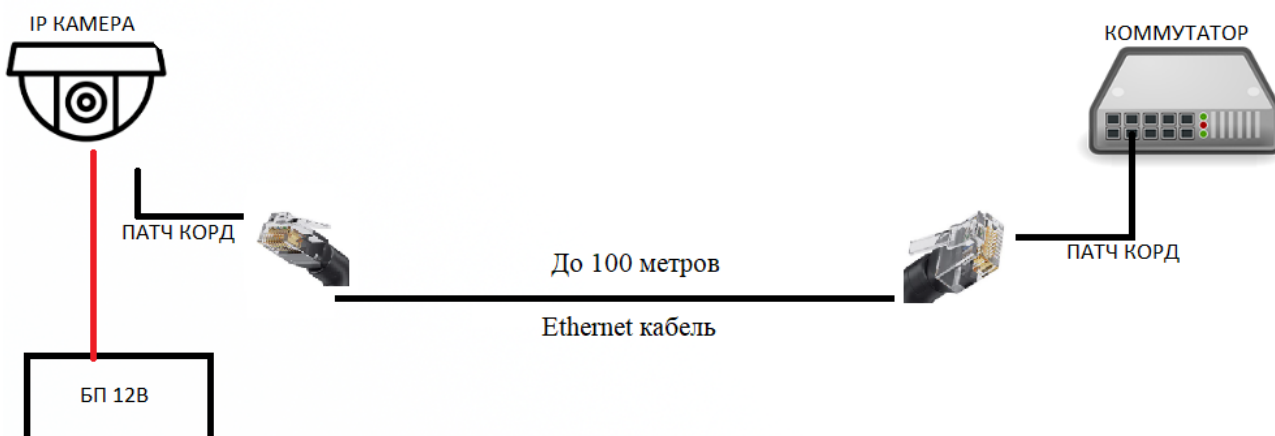 IP КАМЕРА
КОММУТАТОР
ПАТЧ КОРД
До 100 метров
ПАТЧ КОРД
Ethernet кабель
БП 12В